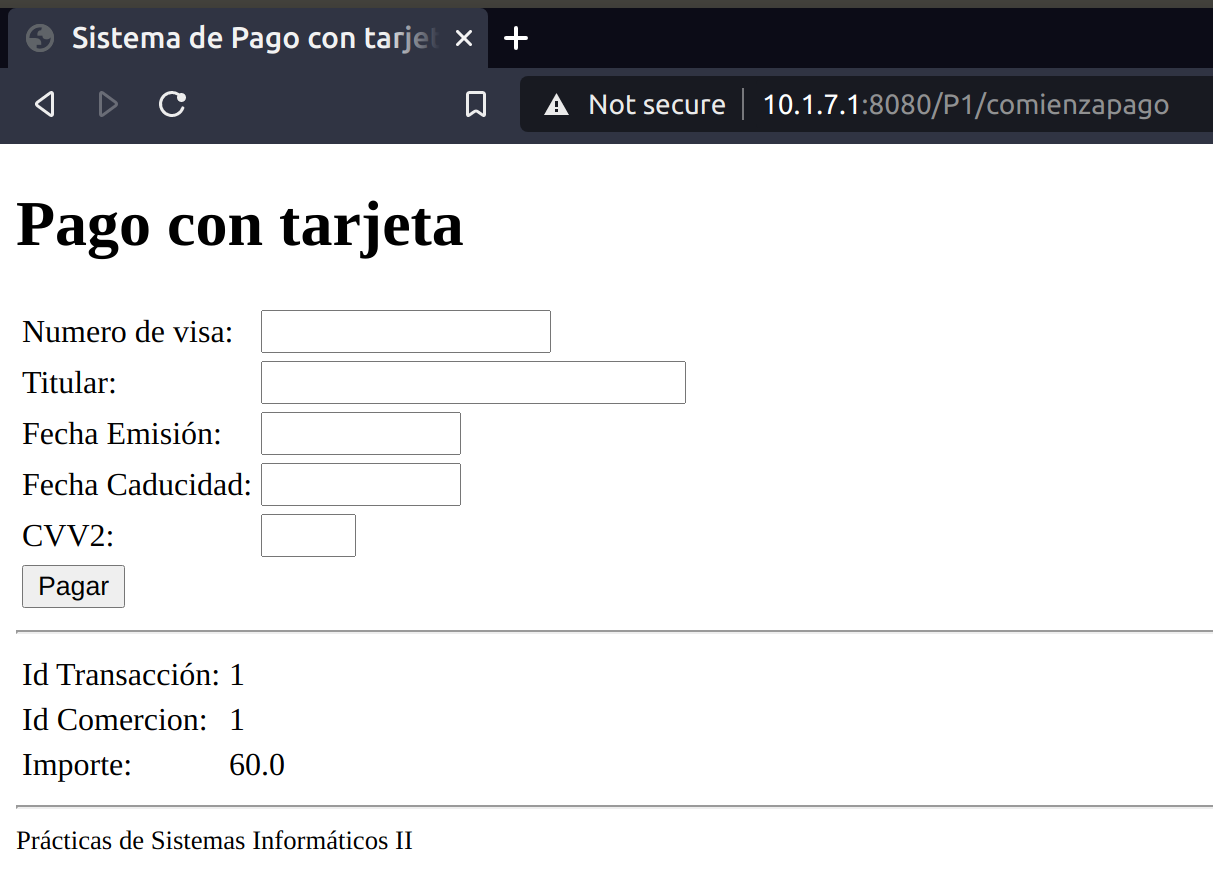 Sistema de Pago con tarjet
Not secure 10.1.7.1:8080/P1/comienzapago
Pago con tarjeta
Numero de visa:
Titular:
Fecha Emisión:
Fecha Caducidad:
CVV2:
Pagar
Id Transacción: 1
Id Comercion: 1
Importe: 60.0
Prácticas de Sistemas Informáticos II